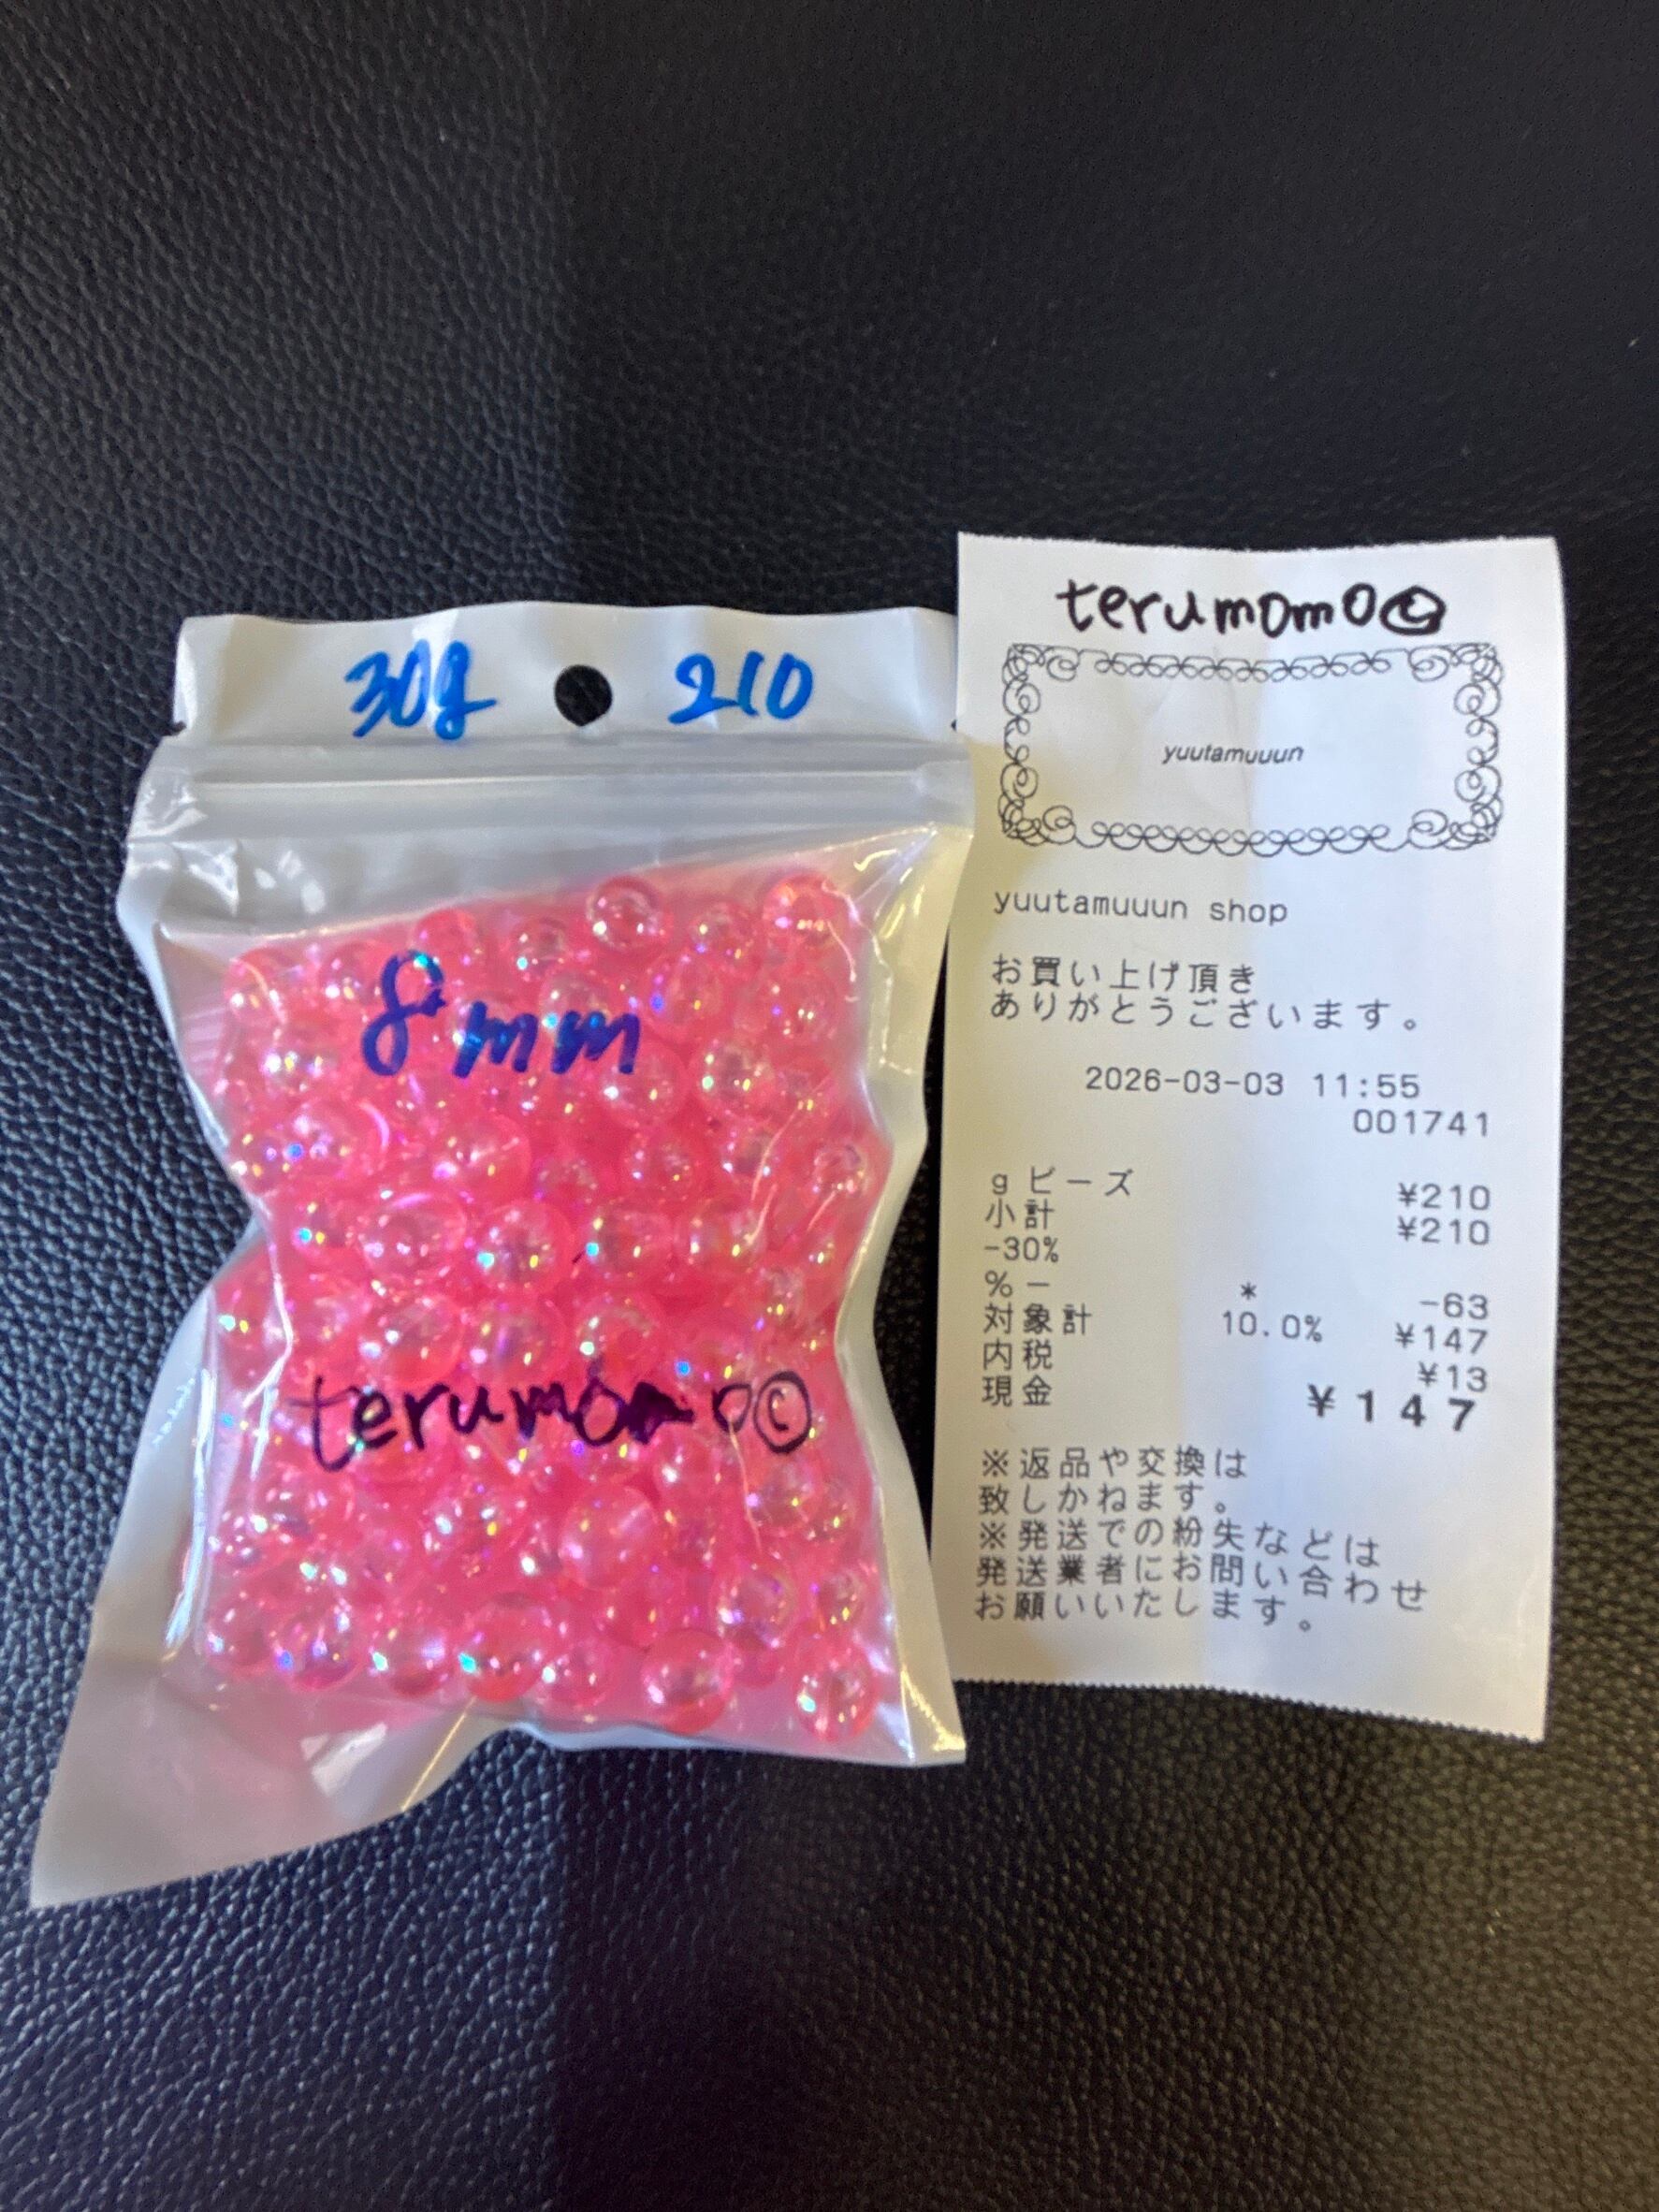 30g 210
8mm
terumomo©
terumomo©
yuutamuuun
yuutamuuun shop
お買い上げ頂き
ありがとうございます。
2026-03-03 11:55
001741
gビーズ ¥210
小計 ¥210
-30%
%- * -63
対象計 10.0% ¥147
内税 ¥13
現金 ¥147
※返品や交換は
致しかねます。
※発送での紛失などは
発送業者にお問い合わせ
お願いいたします。